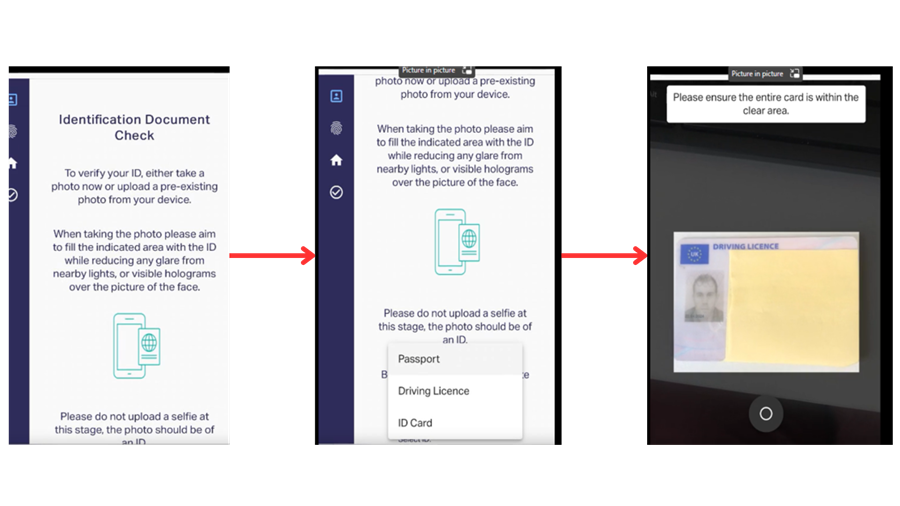 Identification Document
Check
To verify your ID, either take a
photo now or upload a pre-existing
photo from your device.
When taking the photo please aim
to fill the indicated area with the ID
while reducing any glare from
nearby lights, or visible holograms
over the picture of the face.
Please do not upload a selfie at
this stage, the photo should be of
an ID.
Picture in picture
photo now or upload a pre-existing
photo from your device.
When taking the photo please aim
to fill the indicated area with the ID
while reducing any glare from
nearby lights, or visible holograms
over the picture of the face.
Please do not upload a selfie at
this stage, the photo should be of
an ID.
Passport
Driving Licence
ID Card
Select ID:
Picture in picture
Please ensure the entire card is within the
clear area.
DRIVING LICENCE
UK